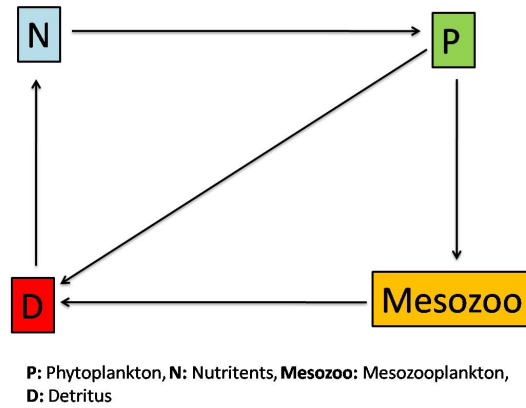 N
P
D
Mesozoo
P: Phytoplankton, N: Nutritents, Mesozoo: Mesozooplankton,
D: Detritus